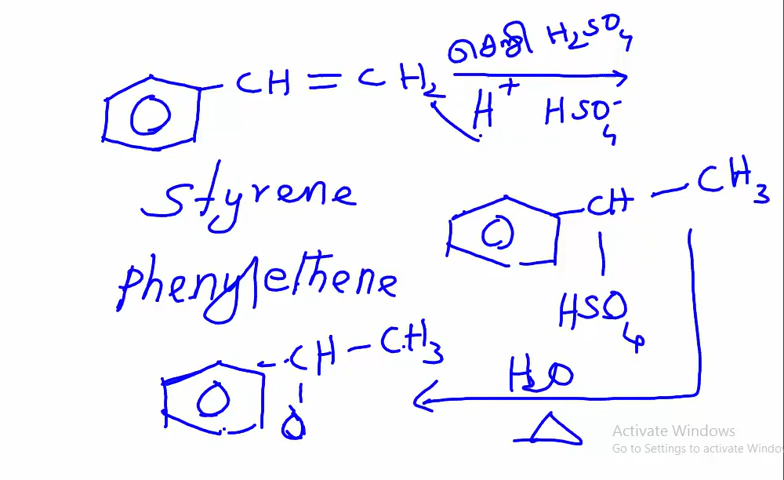 CH = CH2 H2SO4
H+ HSO4-
styrene
CH - CH3
HSO4
phenylethene
CH - CH3
O
H2O
△
Activate Windows
Go to Settings to activate Windo